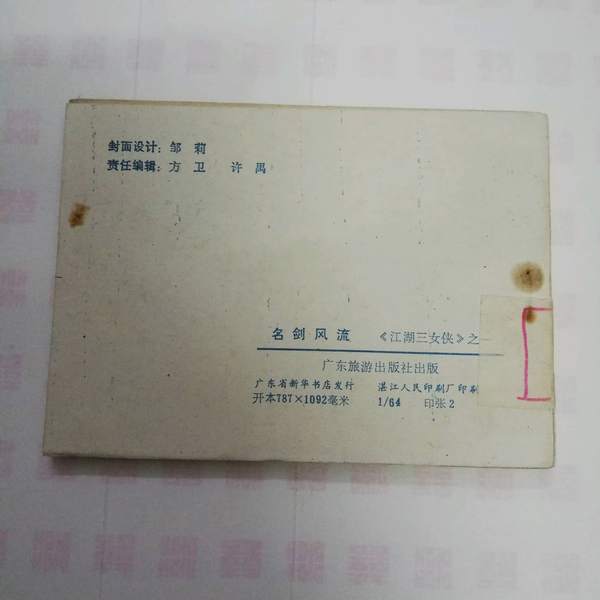 封面设计：邹 莉
责任编辑：方 卫 许 禺
名剑风流 《江湖三女侠》之一
广东旅游出版社出版
广东省新华书店发行 湛江人民印刷厂印刷
开本787×1092毫米 1/64 印张2